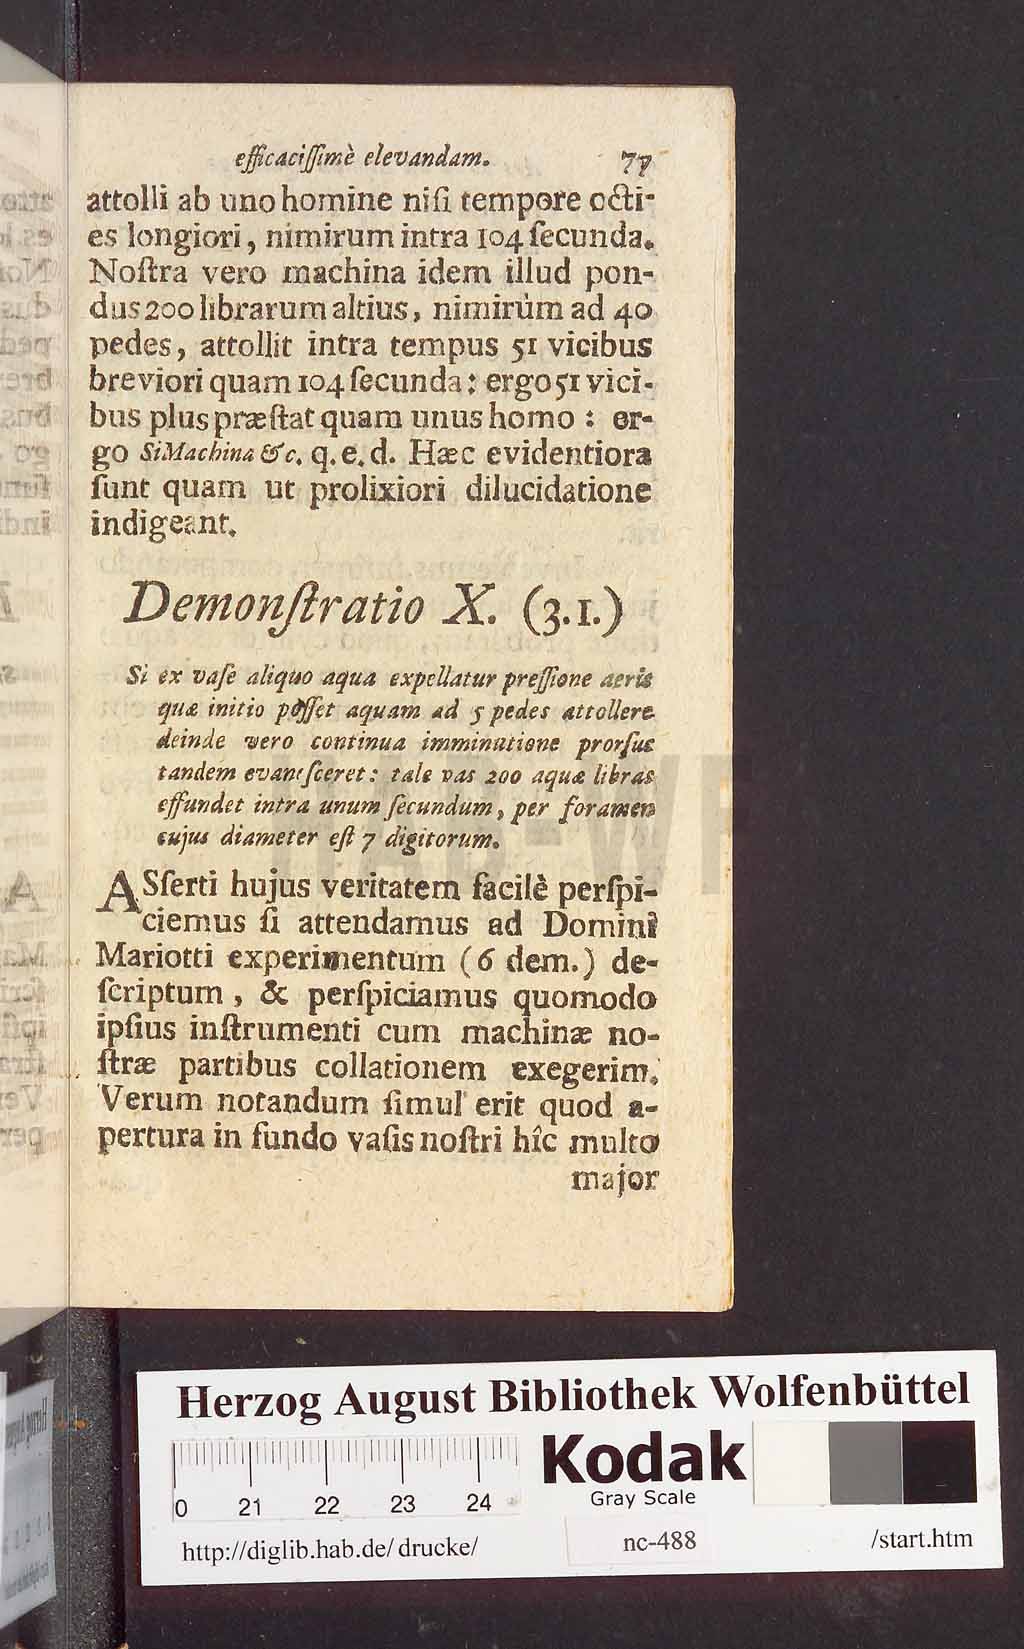 efficaciſſimè elevandam. 77
attolli ab uno homine niſi tempore octi-
es longiori, nimirum intra 104 ſecunda.
Noſtra vero machina idem illud pon-
dus 200 librarum altius, nimirùm ad 40
pedes, attollit intra tempus 51 vicibus
breviori quam 104 ſecunda: ergo 51 vici-
bus plus præſtat quam unus homo : er-
go Si Machina &c. q. e. d. Hæc evidentiora
ſunt quam ut prolixiori dilucidatione
indigeant.
Demonſtratio X. (3.1.)
Si ex vaſe aliquo aqua expellatur preſſione aeris
quæ initio poſſet aquam ad 5 pedes attollere
deinde vero continua imminutione prorſus
tandem evaneſceret: tale vas 200 aquæ libras
effundet intra unum ſecundum, per foramen
cujus diameter eſt 7 digitorum.
ASſerti hujus veritatem facilè perſpi-
ciemus ſi attendamus ad Domini
Mariotti experimentum (6 dem.) de-
ſcriptum, & perſpiciamus quomodo
ipſius inſtrumenti cum machinæ no-
ſtræ partibus collationem exegerim.
Verum notandum ſimul erit quod a-
pertura in fundo vaſis noſtri hîc multo
major
Herzog August Bibliothek Wolfenbüttel
Kodak
Gray Scale
0 21 22 23 24
http://diglib.hab.de/drucke/ nc-488 /start.htm